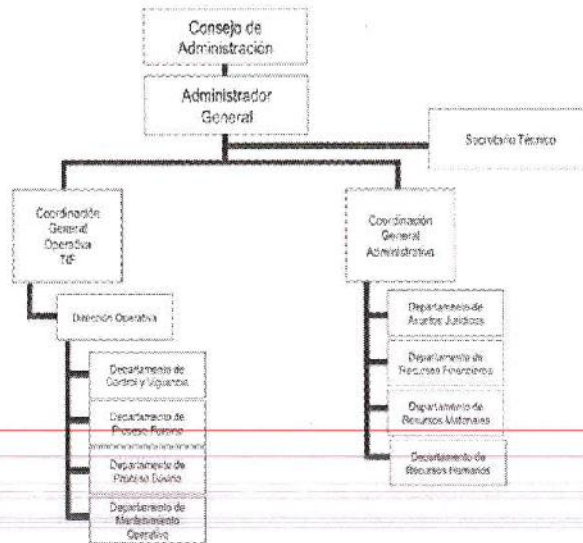 Consejo de
Administración
Administrador
General
Secretario Técnico
Coordinación
General
Operativa
TIF
Coordinación
General
Administrativa
Dirección Operativa
Departamento de
Control y Vigilancia
Departamento de
Proceso Porcino
Departamento de
Proceso Bovino
Departamento de
Mantenimiento
Operativo
Departamento de
Asuntos Jurídicos
Departamento de
Recursos Financieros
Departamento de
Recursos Materiales
Departamento de
Recursos Humanos